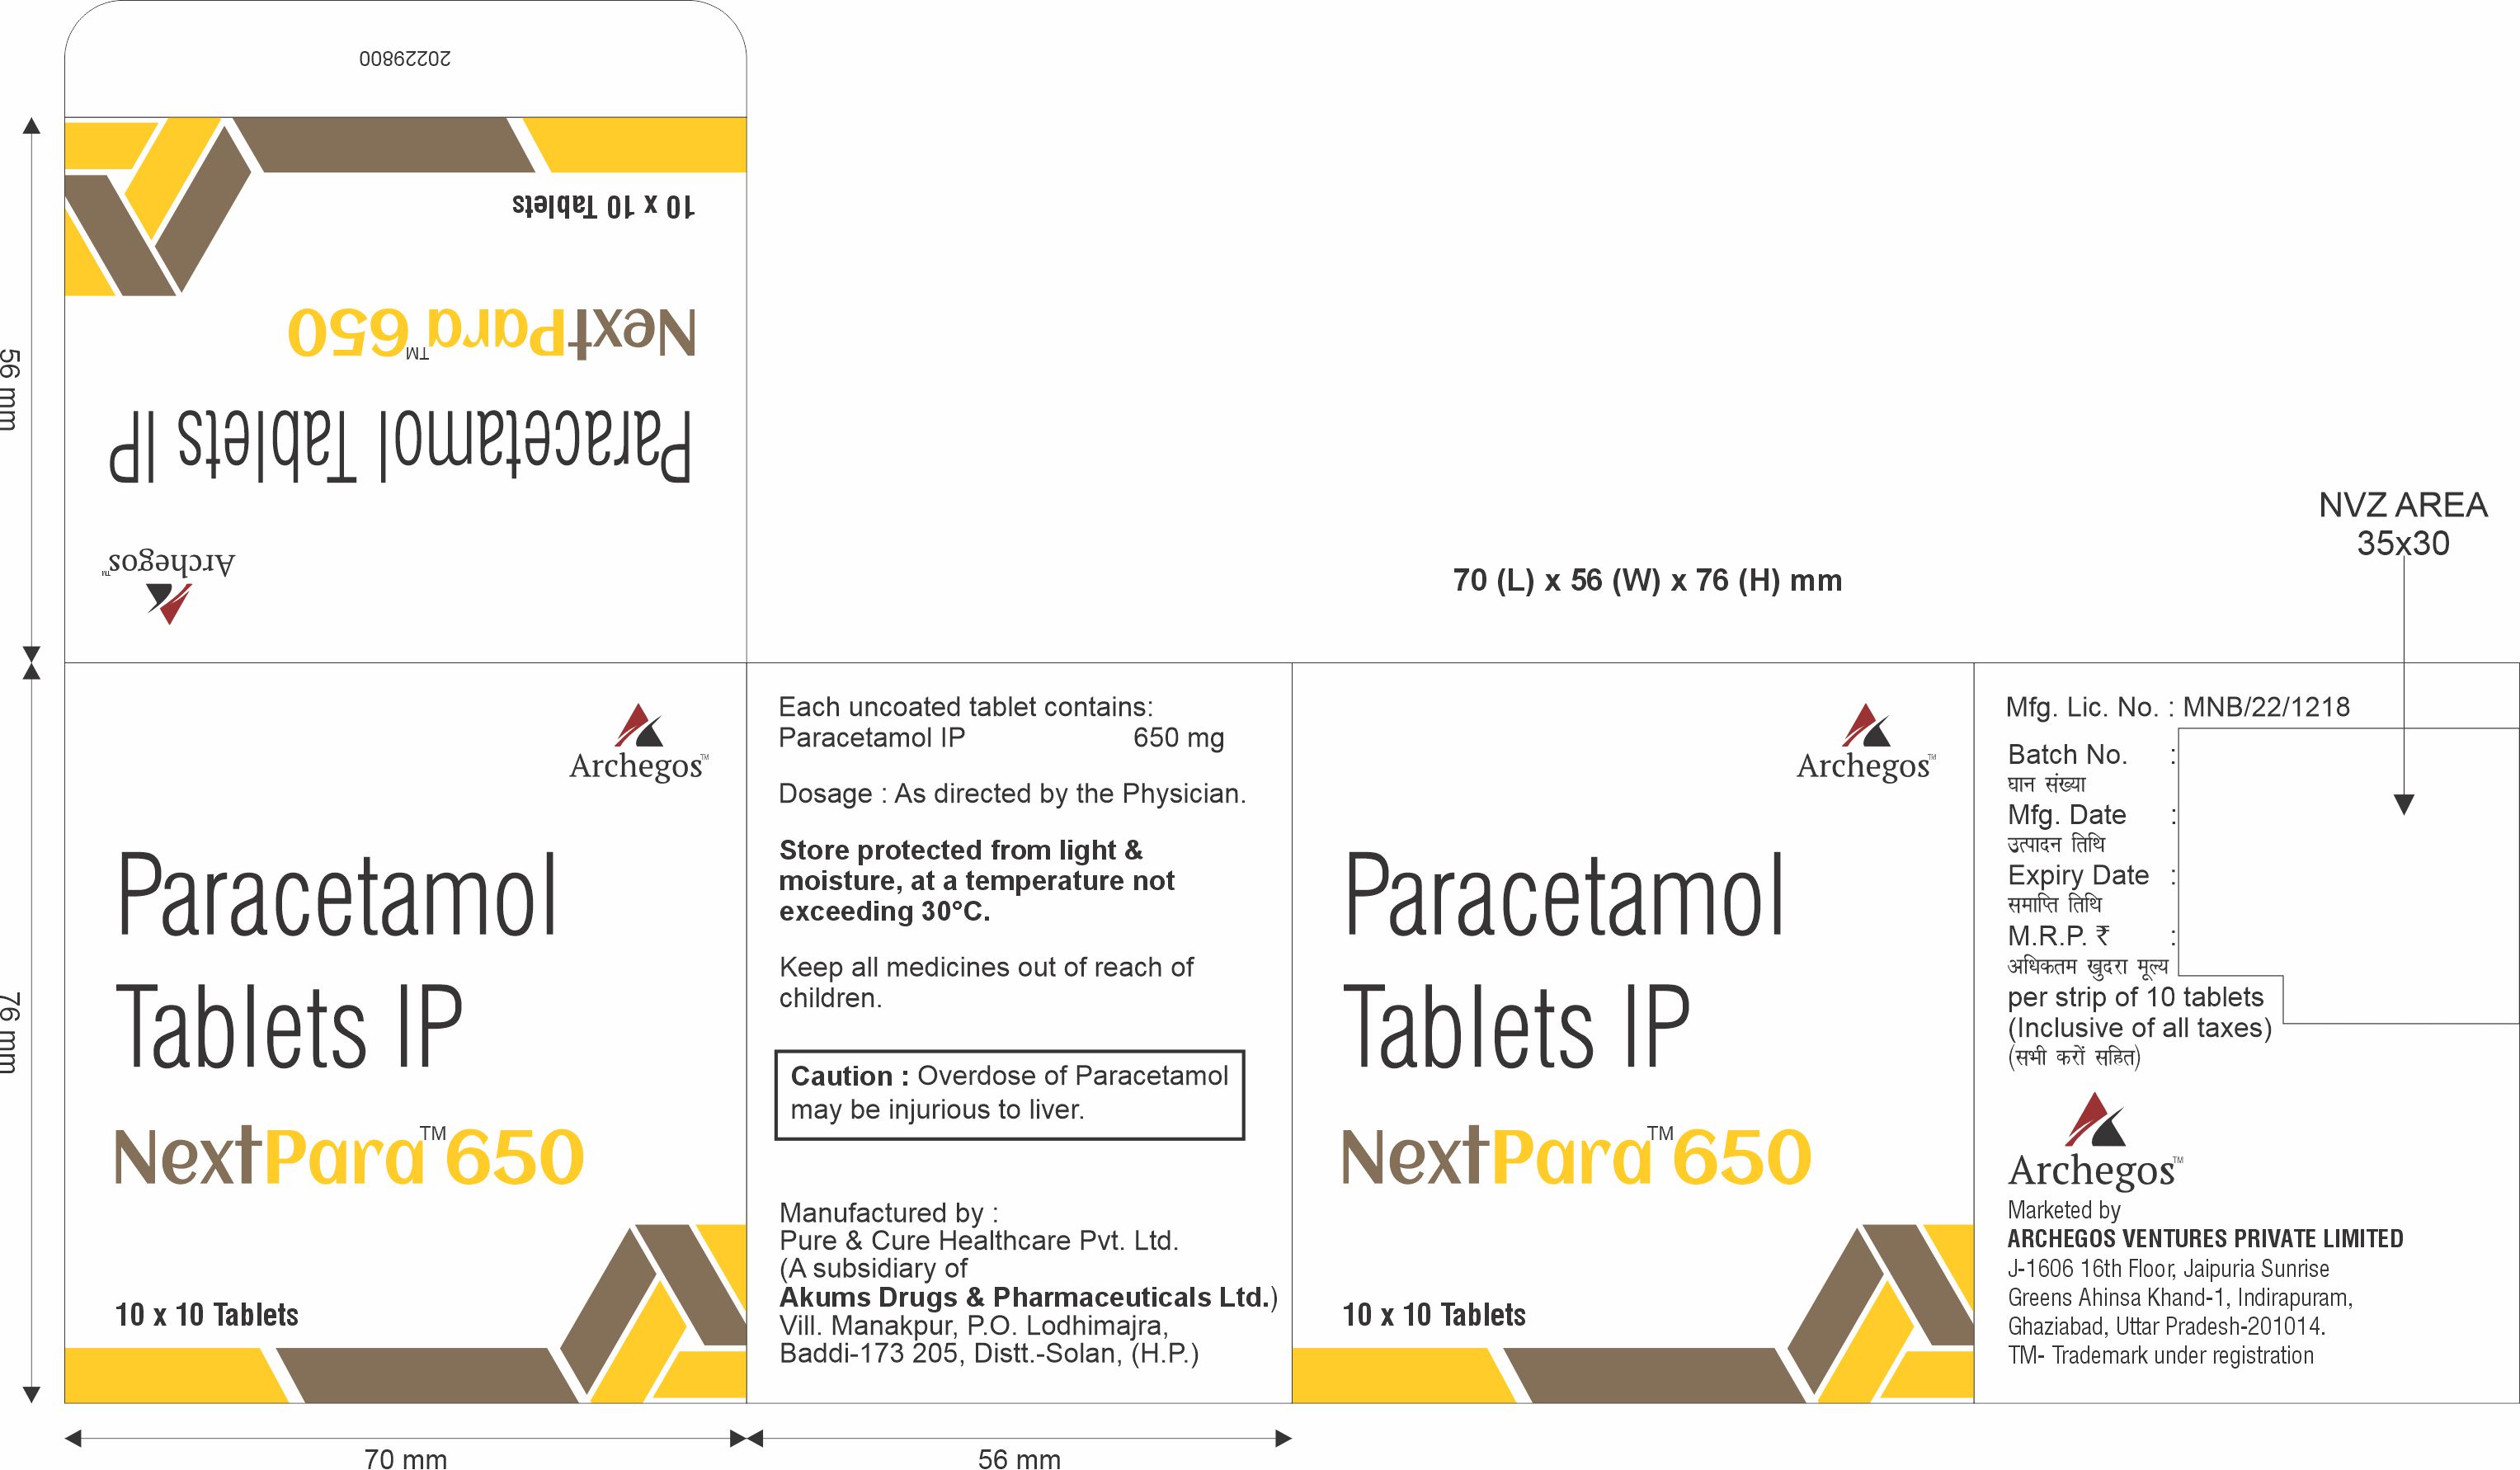 20229800
10 x 10 Tablets
NextPara™ 650
Paracetamol Tablets IP
Archegos™
56 mm
76 mm
70 (L) x 56 (W) x 76 (H) mm
NVZ AREA
35x30
Archegos™
Paracetamol
Tablets IP
NextPara™ 650
10 x 10 Tablets
70 mm
Each uncoated tablet contains:
Paracetamol IP 650 mg
Dosage : As directed by the Physician.
Store protected from light &
moisture, at a temperature not
exceeding 30°C.
Keep all medicines out of reach of
children.
Caution : Overdose of Paracetamol
may be injurious to liver.
Manufactured by :
Pure & Cure Healthcare Pvt. Ltd.
(A subsidiary of
Akums Drugs & Pharmaceuticals Ltd.)
Vill. Manakpur, P.O. Lodhimajra,
Baddi-173 205, Distt.-Solan, (H.P.)
56 mm
Archegos™
Paracetamol
Tablets IP
NextPara™ 650
10 x 10 Tablets
Mfg. Lic. No. : MNB/22/1218
Batch No. :
घान संख्या
Mfg. Date :
उत्पादन तिथि
Expiry Date :
समाप्ति तिथि
M.R.P. ₹ :
अधिकतम खुदरा मूल्य
per strip of 10 tablets
(Inclusive of all taxes)
(सभी करों सहित)
Archegos™
Marketed by
ARCHEGOS VENTURES PRIVATE LIMITED
J-1606 16th Floor, Jaipuria Sunrise
Greens Ahinsa Khand-1, Indirapuram,
Ghaziabad, Uttar Pradesh-201014.
TM- Trademark under registration